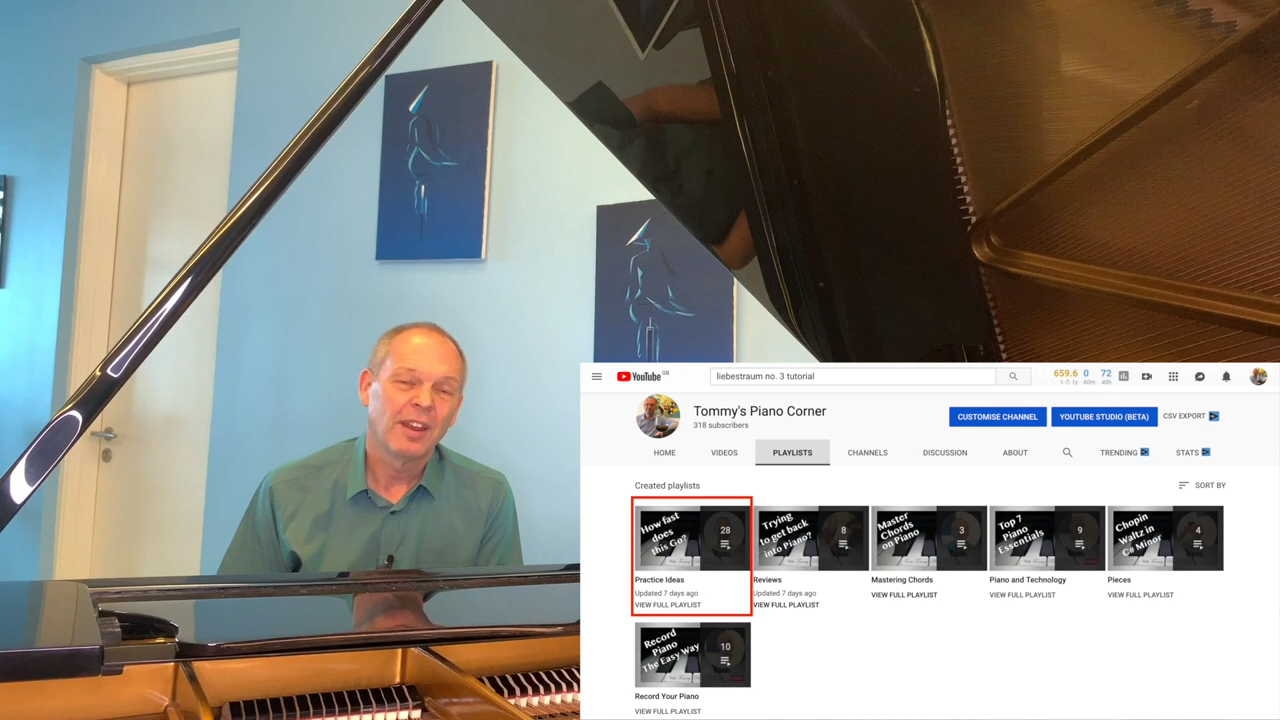 YouTube GB
liebestraum no. 3 tutorial
659.6 0 72
1y 60m 48h
Tommy's Piano Corner
318 subscribers
CUSTOMISE CHANNEL
YOUTUBE STUDIO (BETA)
CSV EXPORT
HOME VIDEOS PLAYLISTS CHANNELS DISCUSSION ABOUT TRENDING STATS
Created playlists
SORT BY
How fast
does
this Go?
28
Practice Ideas
Updated 7 days ago
VIEW FULL PLAYLIST
Trying
to get back
into Piano?
8
Reviews
Updated 7 days ago
VIEW FULL PLAYLIST
Master
Chords
on Piano
3
Mastering Chords
VIEW FULL PLAYLIST
Top 7
Piano
Essentials
9
Piano and Technology
VIEW FULL PLAYLIST
Chopin
Waltz in
C# Minor
4
Pieces
VIEW FULL PLAYLIST
Record
Piano
The Easy Way
10
Record Your Piano
VIEW FULL PLAYLIST